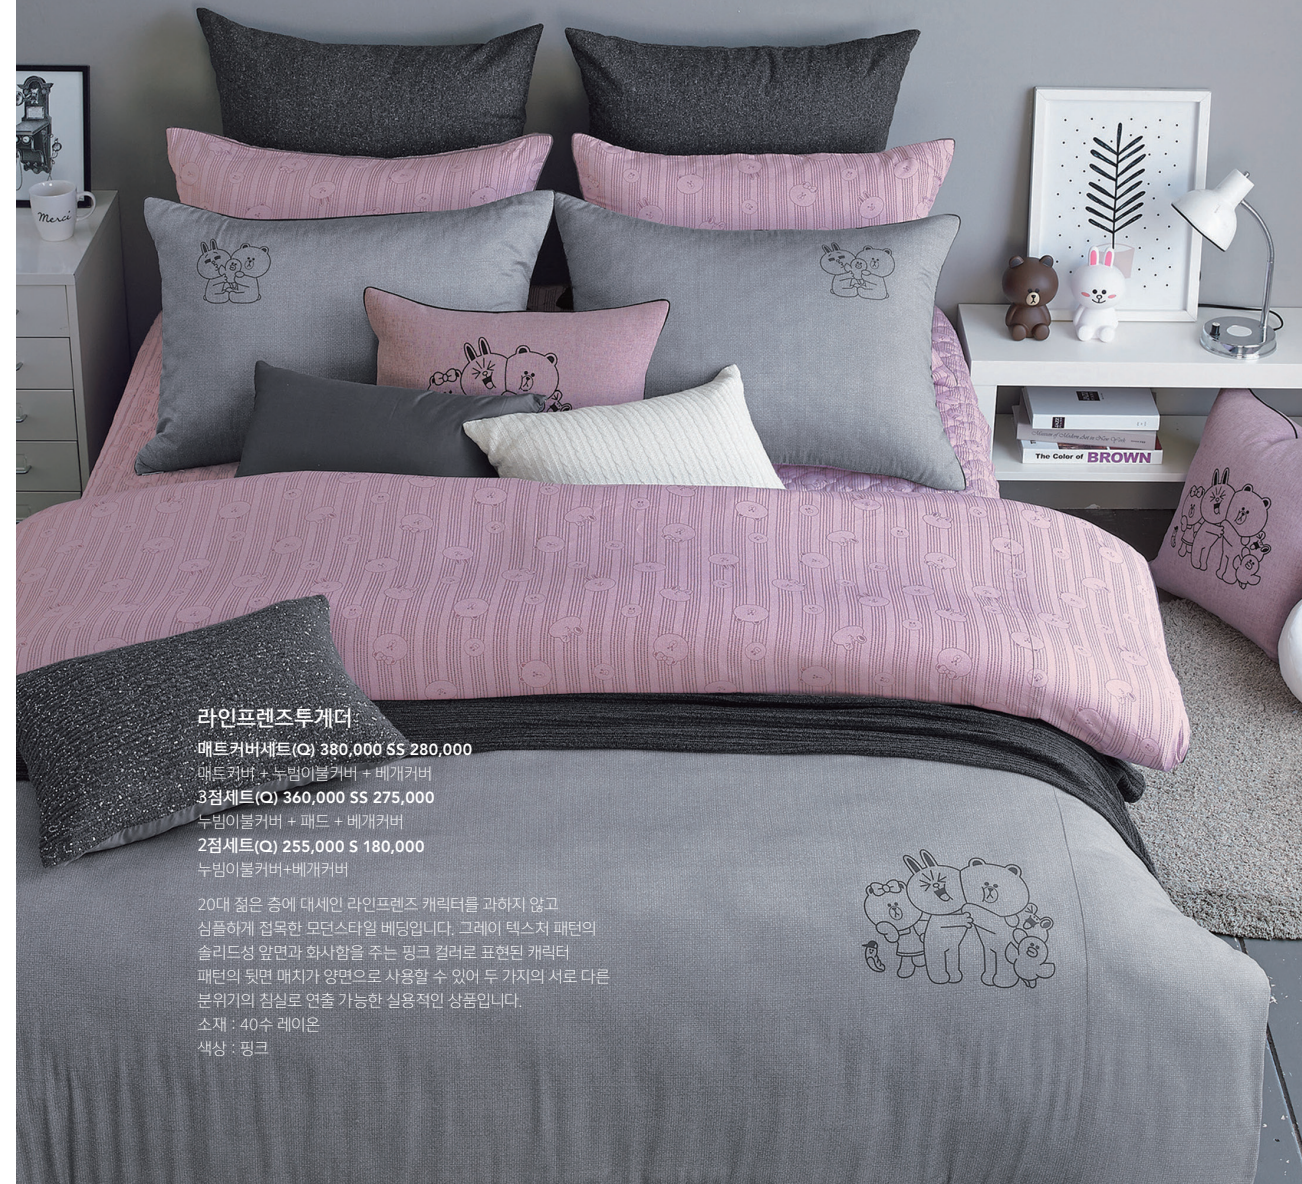 Merci
Museum of Modern Art in New York
The Color of BROWN
라인프렌즈투게더
매트커버세트(Q) 380,000 SS 280,000
매트커버 + 누빔이불커버 + 베개커버
3점세트(Q) 360,000 SS 275,000
누빔이불커버 + 패드 + 베개커버
2점세트(Q) 255,000 S 180,000
누빔이불커버+베개커버
20대 젊은 층에 대세인 라인프렌즈 캐릭터를 과하지 않고
심플하게 접목한 모던스타일 베딩입니다. 그레이 텍스처 패턴의
솔리드성 앞면과 화사함을 주는 핑크 컬러로 표현된 캐릭터
패턴의 뒷면 매치가 양면으로 사용할 수 있어 두 가지의 서로 다른
분위기의 침실로 연출 가능한 실용적인 상품입니다.
소재 : 40수 레이온
색상 : 핑크